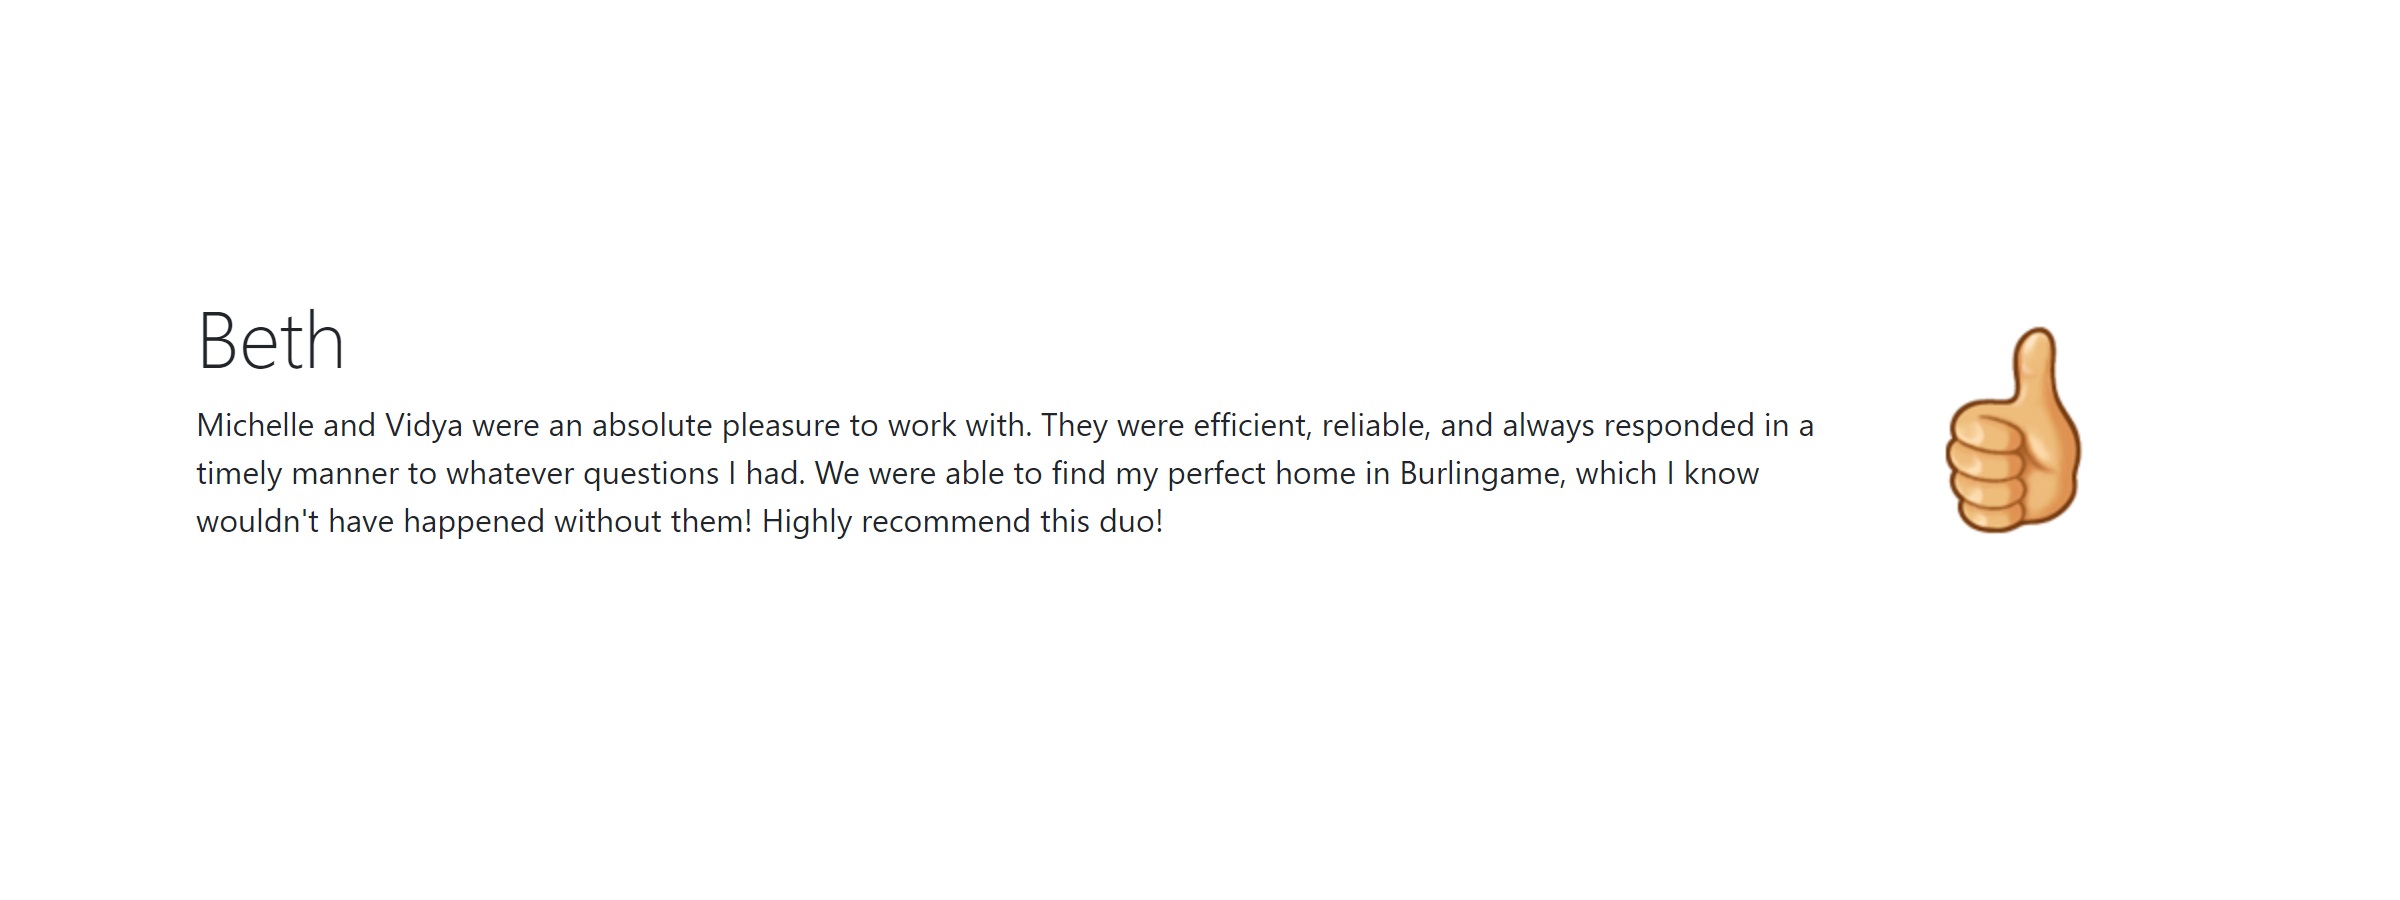 Beth
Michelle and Vidya were an absolute pleasure to work with. They were efficient, reliable, and always responded in a
timely manner to whatever questions I had. We were able to find my perfect home in Burlingame, which I know
wouldn't have happened without them! Highly recommend this duo!